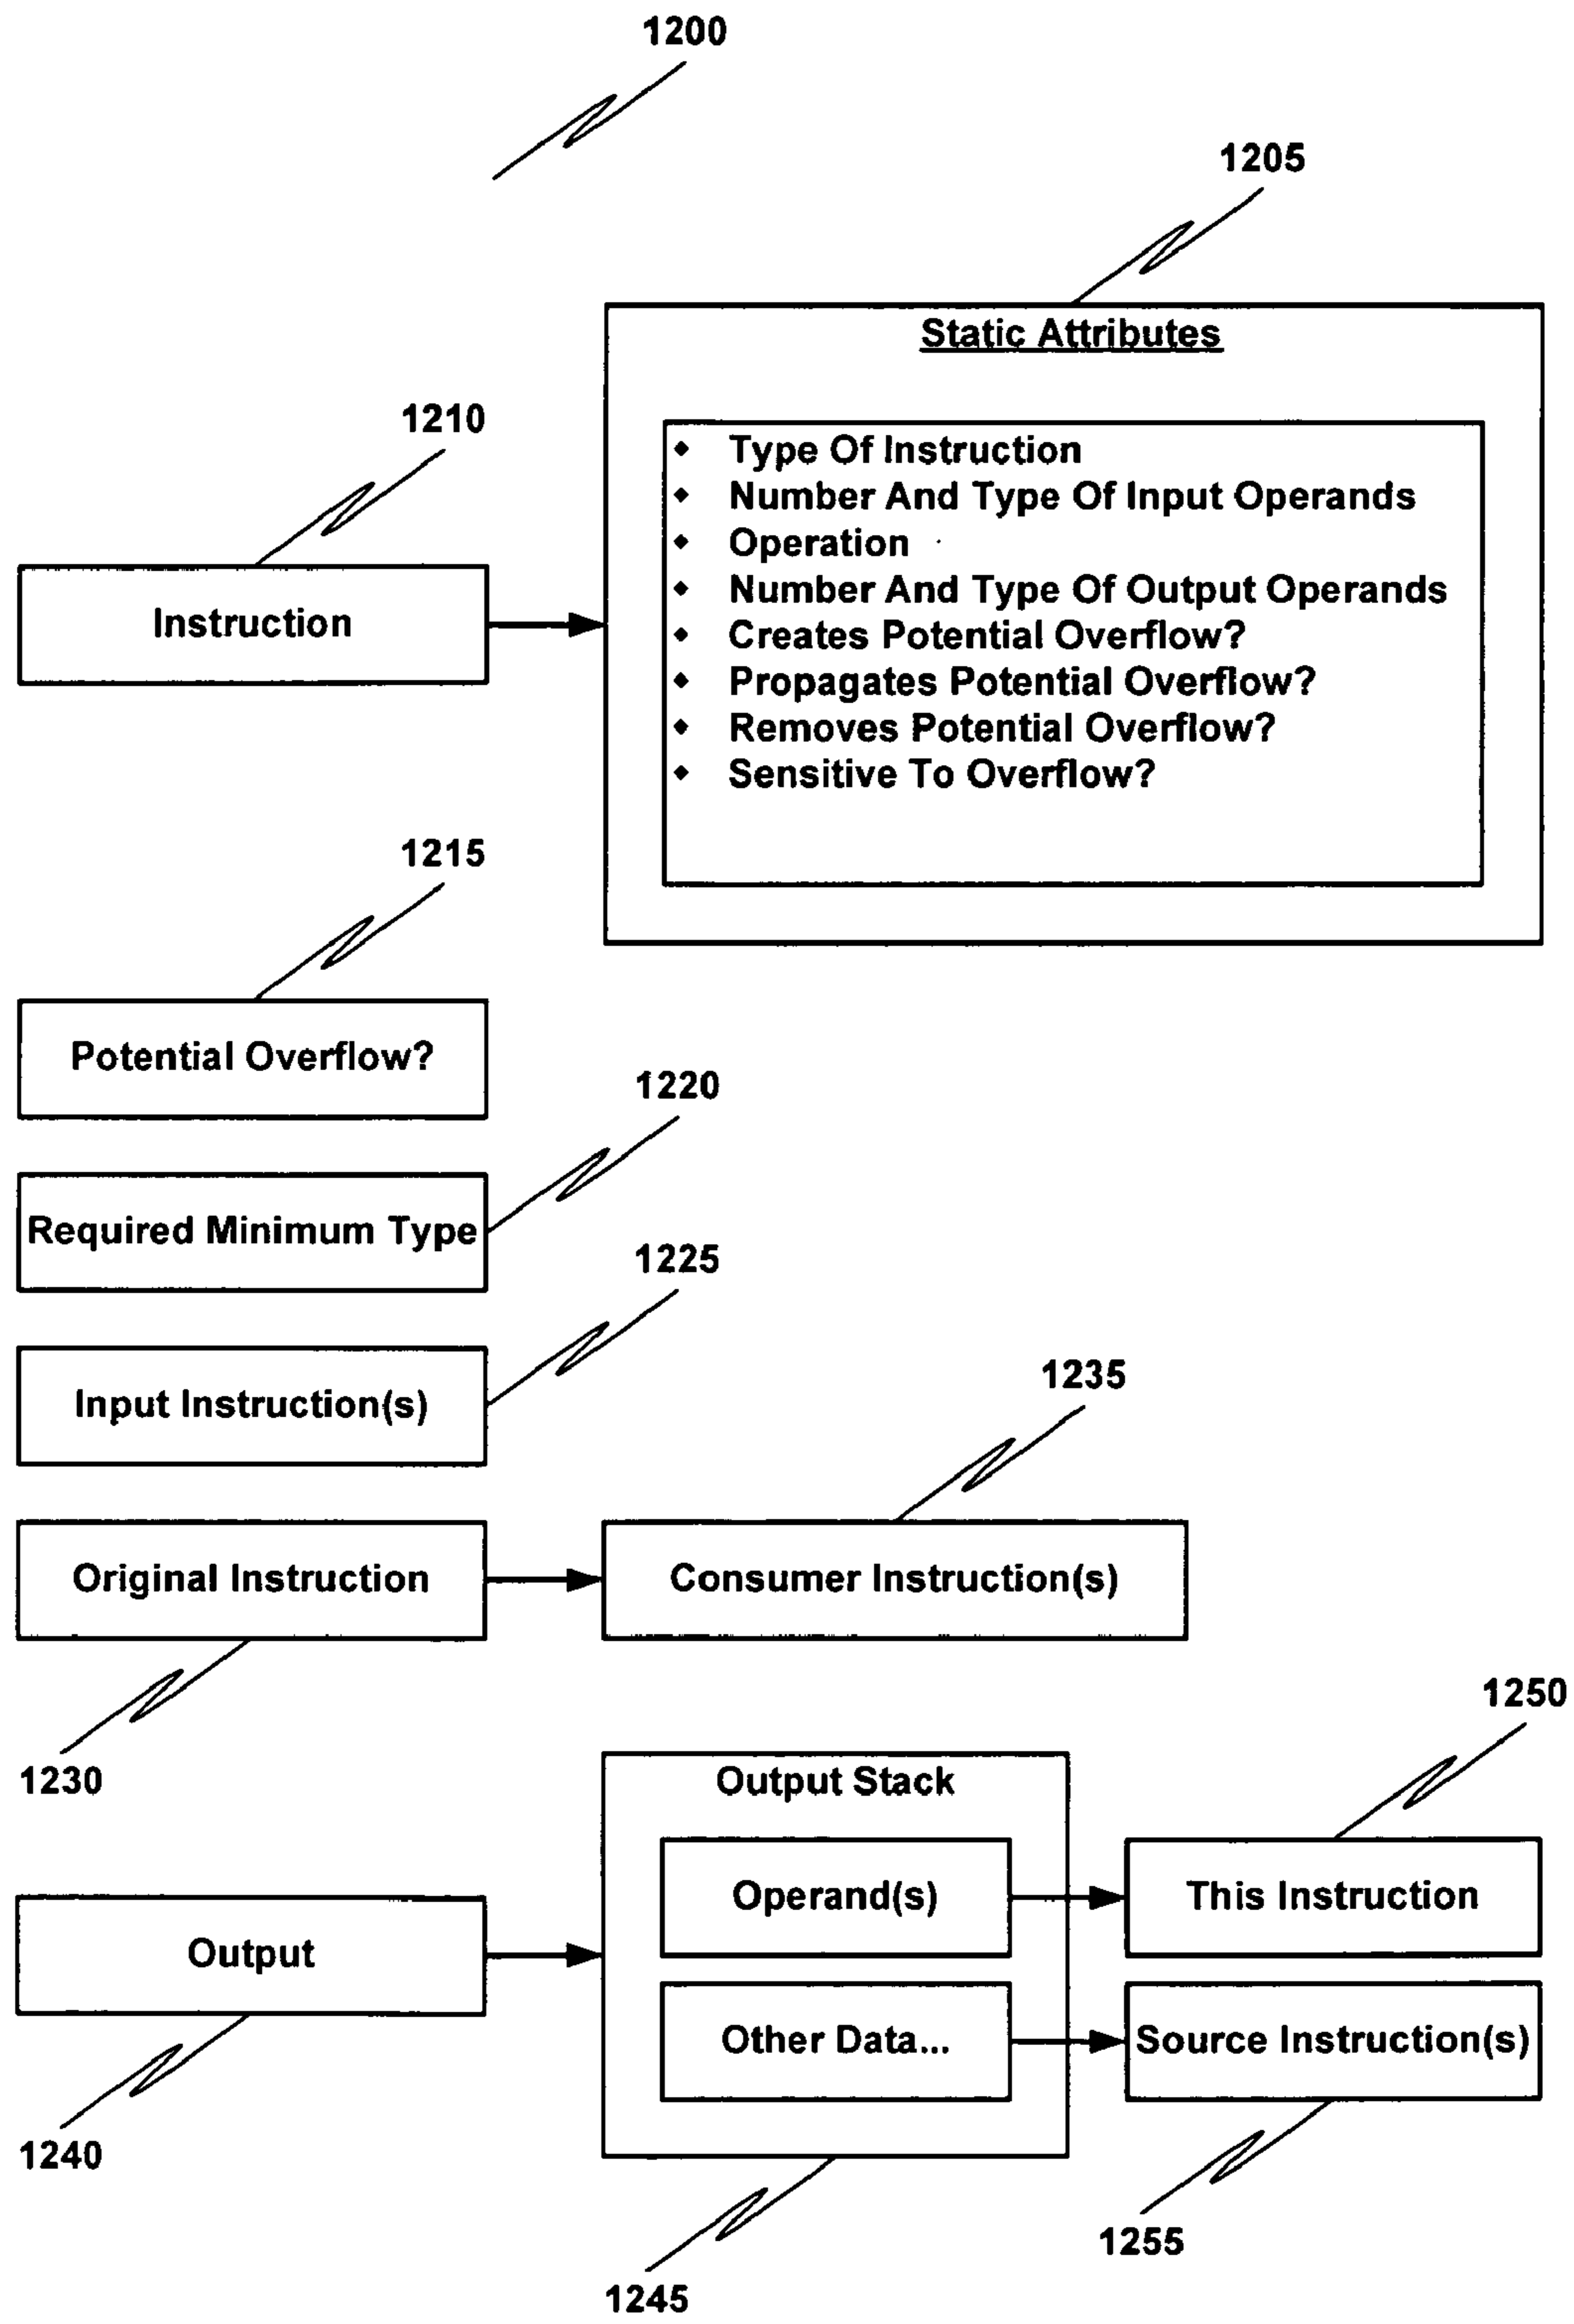 1200
1205
Static Attributes
1210
♦ Type Of Instruction
♦ Number And Type Of Input Operands
♦ Operation
♦ Number And Type Of Output Operands
♦ Creates Potential Overflow?
♦ Propagates Potential Overflow?
♦ Removes Potential Overflow?
♦ Sensitive To Overflow?
Instruction
1215
Potential Overflow?
1220
Required Minimum Type
1225
Input Instruction(s)
1235
Original Instruction
Consumer Instruction(s)
1230
1250
Output Stack
Operand(s)
This Instruction
Output
Other Data...
Source Instruction(s)
1240
1255
1245